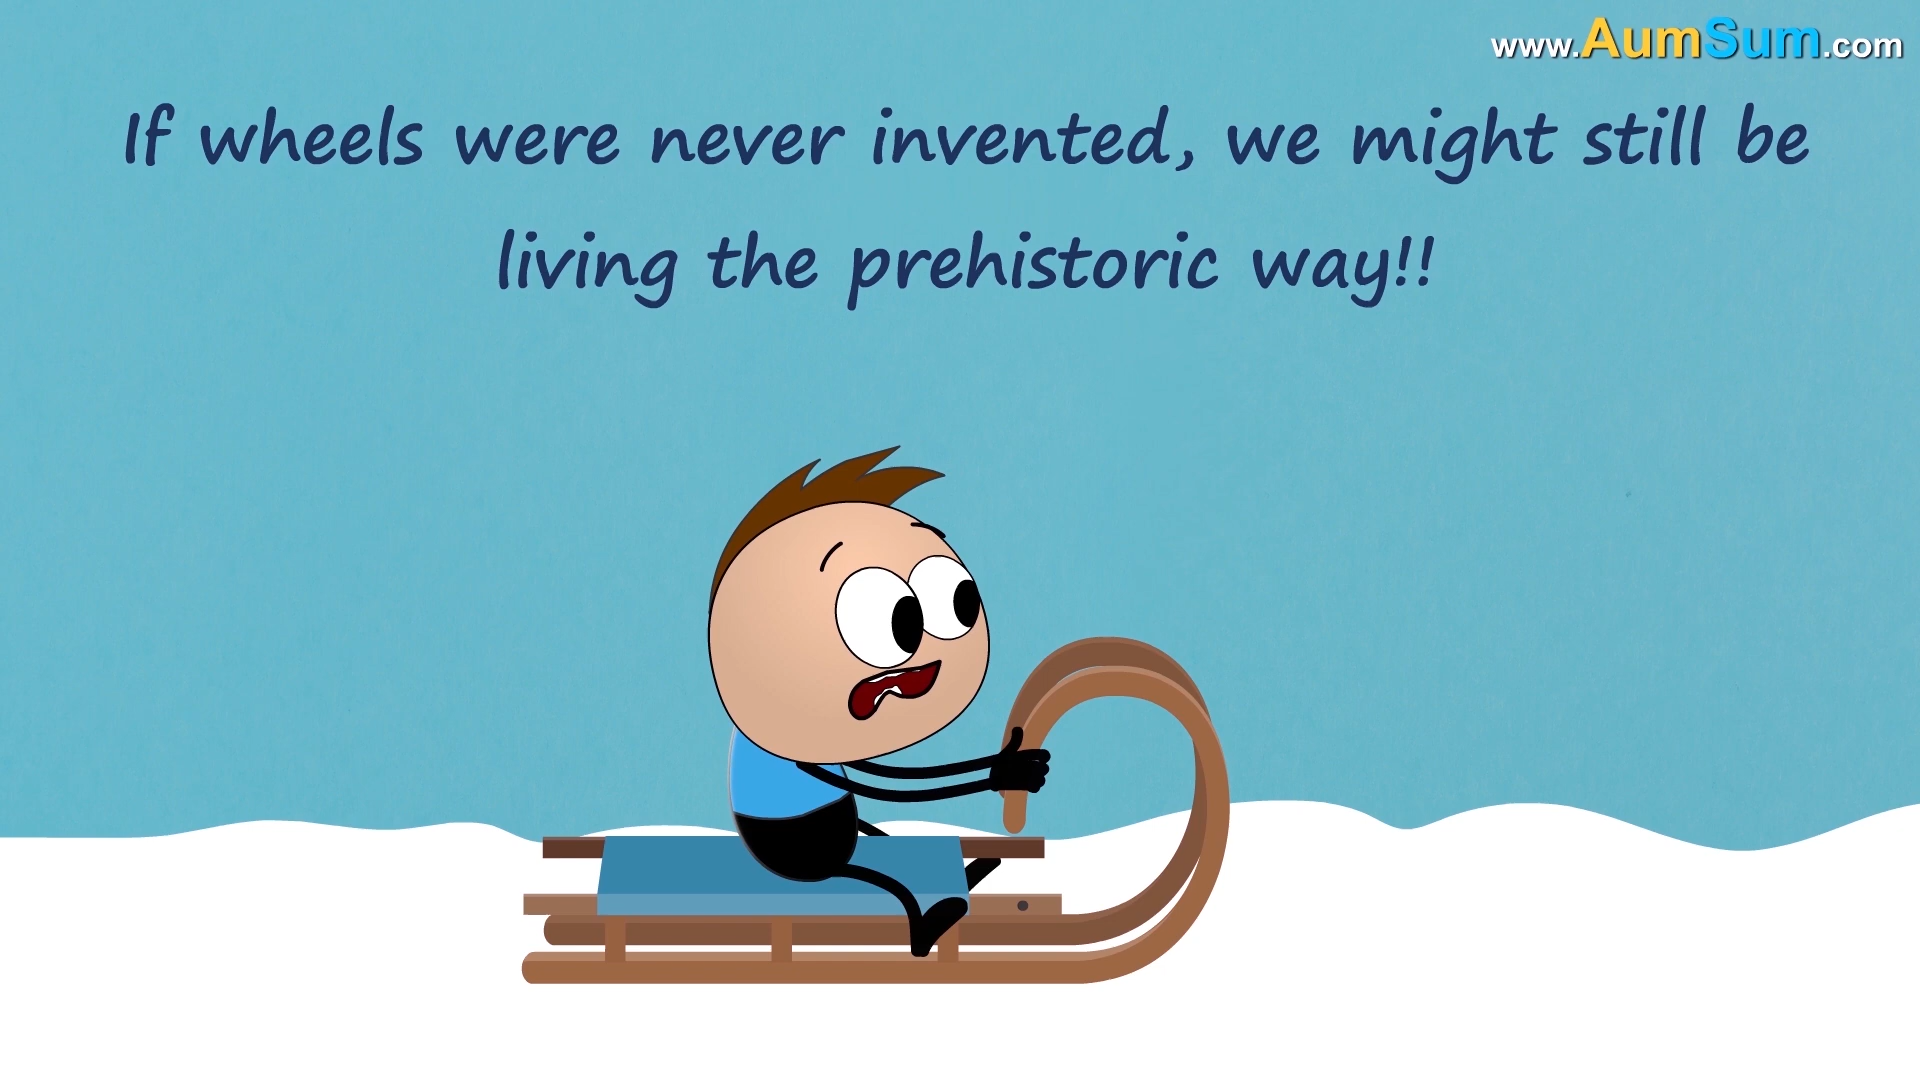 www.AumSum.com
If wheels were never invented, we might still be
living the prehistoric way!!